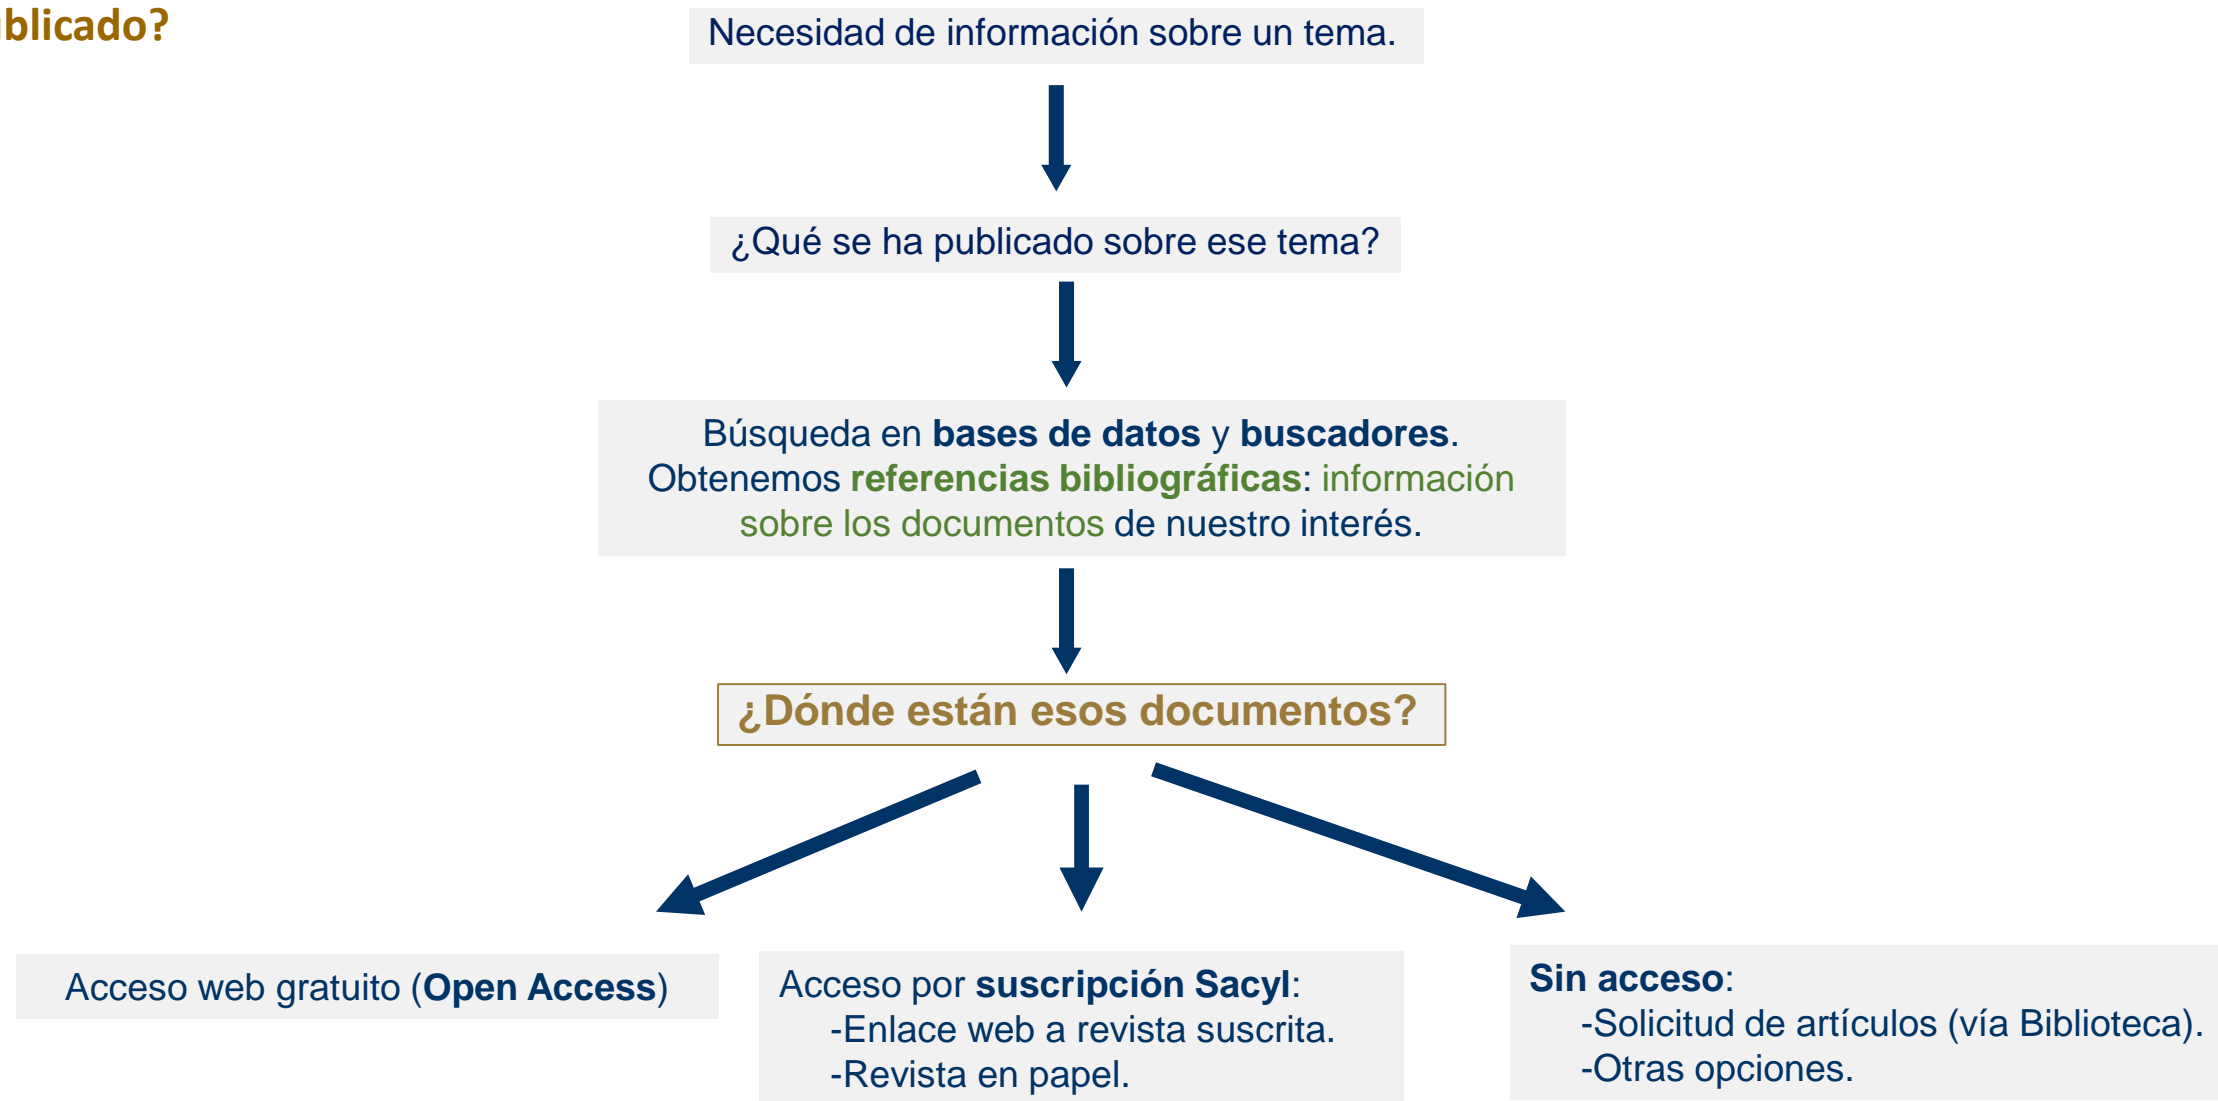 blicado?
Necesidad de información sobre un tema.
¿Qué se ha publicado sobre ese tema?
Búsqueda en bases de datos y buscadores.
Obtenemos referencias bibliográficas: información
sobre los documentos de nuestro interés.
¿Dónde están esos documentos?
Acceso web gratuito (Open Access)
Acceso por suscripción Sacyl:
-Enlace web a revista suscrita.
-Revista en papel.
Sin acceso:
-Solicitud de artículos (vía Biblioteca).
-Otras opciones.